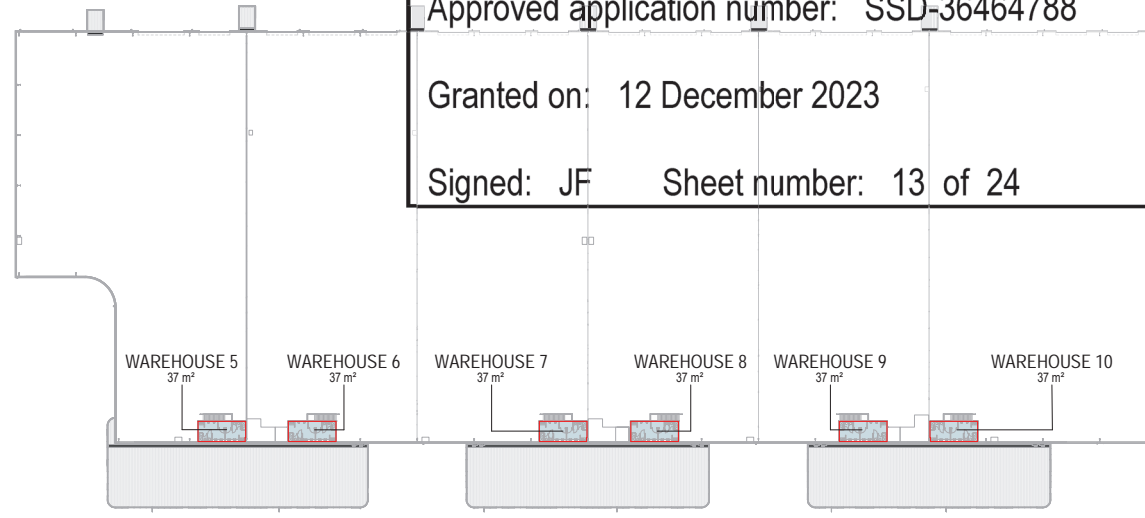 Approved application number: SSD-36464788
Granted on: 12 December 2023
Signed: JF Sheet number: 13 of 24
WAREHOUSE 5
37 m²
WAREHOUSE 6
37 m²
WAREHOUSE 7
37 m²
WAREHOUSE 8
37 m²
WAREHOUSE 9
37 m²
WAREHOUSE 10
37 m²